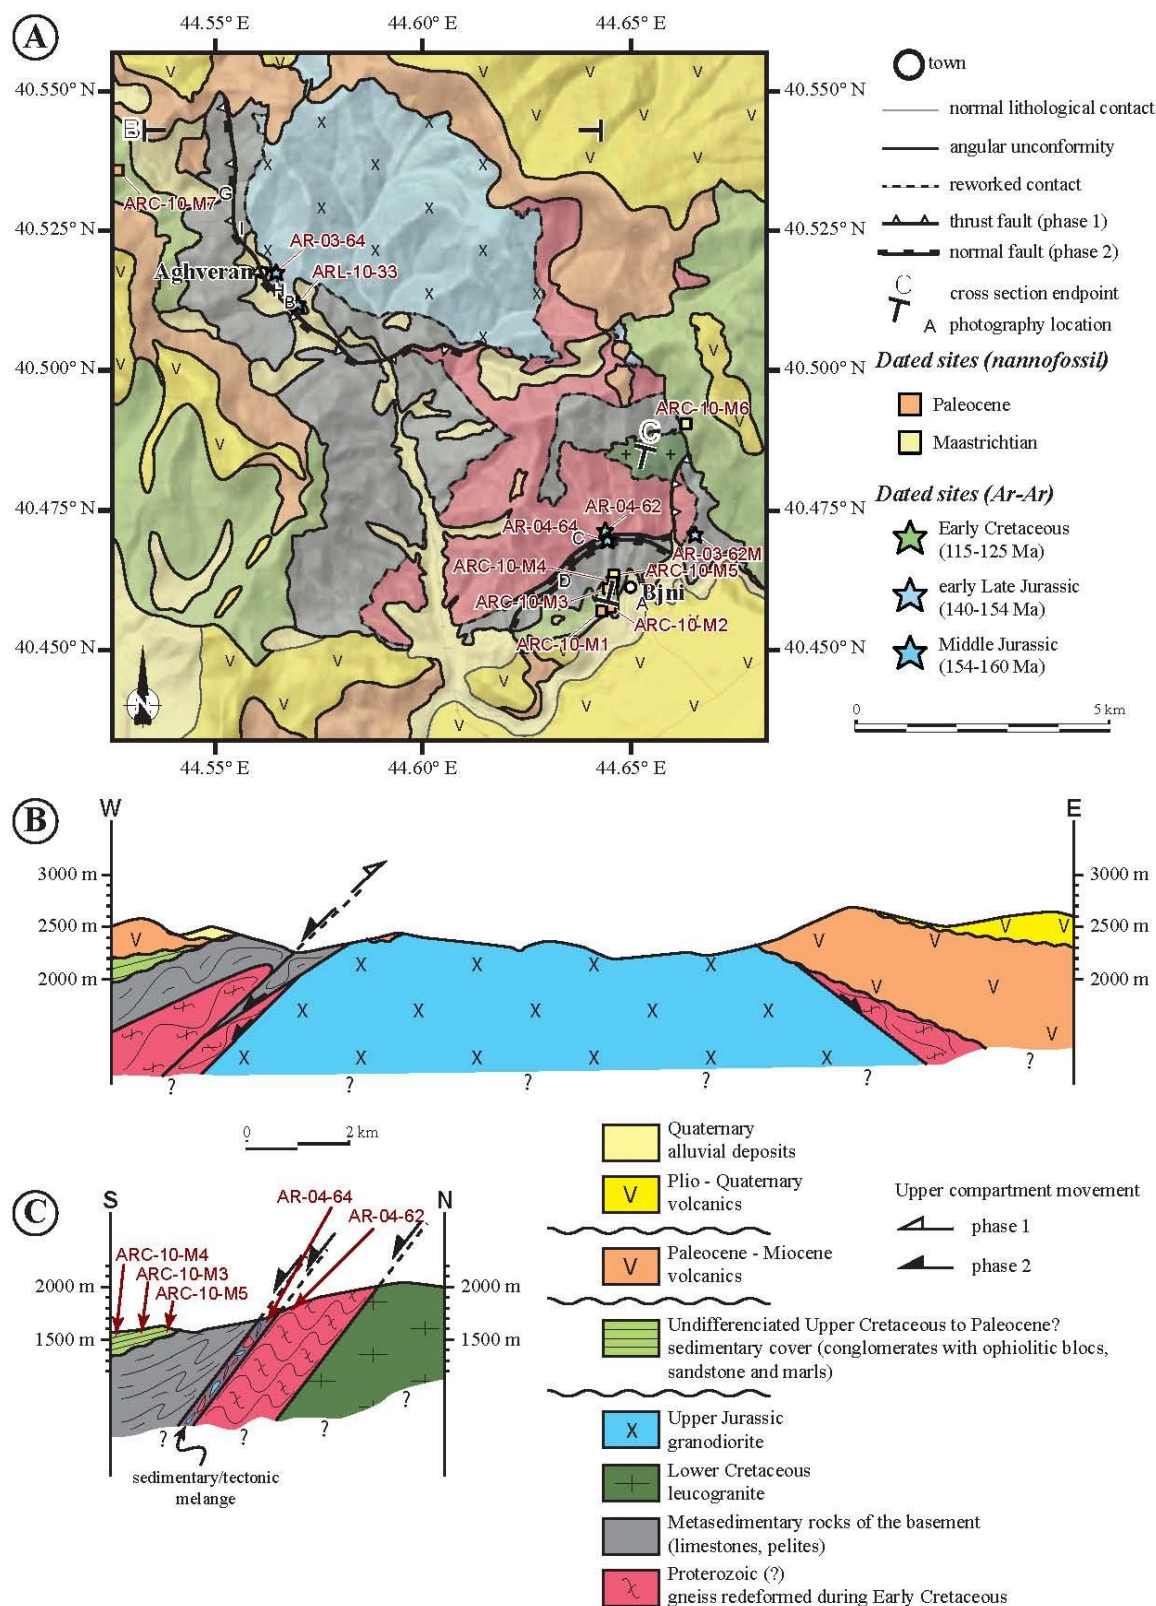 A
44.55° E
44.60° E
44.65° E
40.550° N
40.550° N
40.525° N
40.525° N
40.500° N
40.500° N
40.475° N
40.475° N
40.450° N
40.450° N
44.55° E
44.60° E
44.65° E
B
ARC-10-M7
G
I
AR-03-64
Aghveran
H
ARL-10-33
B
ARC-10-M6
C
AR-04-62
AR-04-64
C
AR-03-62M
ARC-10-M4
ARC-10-M5
D
ARC-10-M3
Bjni
A
ARC-10-M2
ARC-10-M1
N
town
normal lithological contact
angular unconformity
reworked contact
thrust fault (phase 1)
normal fault (phase 2)
C
cross section endpoint
A
photography location
Dated sites (nannofossil)
Paleocene
Maastrichtian
Dated sites (Ar-Ar)
Early Cretaceous
(115-125 Ma)
early Late Jurassic
(140-154 Ma)
Middle Jurassic
(154-160 Ma)
0
5 km
B
W
E
3000 m
3000 m
2500 m
2500 m
2000 m
2000 m
? ? ? ? ? ?
0
2 km
C
S
N
AR-04-64
AR-04-62
ARC-10-M4
ARC-10-M3
ARC-10-M5
2000 m
2000 m
1500 m
1500 m
? ? ? ?
sedimentary/tectonic
melange
Quaternary
alluvial deposits
V
Plio - Quaternary
volcanics
V
Paleocene - Miocene
volcanics
Undifferenciated Upper Cretaceous to Paleocene?
sedimentary cover (conglomerates with ophiolitic blocs,
sandstone and marls)
X
Upper Jurassic
granodiorite
Lower Cretaceous
leucogranite
Metasedimentary rocks of the basement
(limestones, pelites)
Proterozoic (?)
gneiss redeformed during Early Cretaceous
Upper compartment movement
phase 1
phase 2